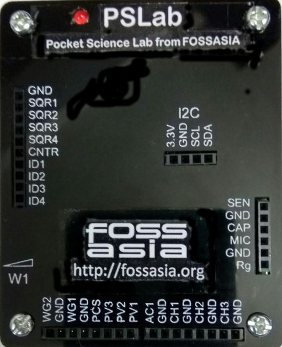 PSLab
Pocket Science Lab from FOSSASIA
GND
SQR1
SQR2
SQR3
SQR4
CNTR
ID1
ID2
ID3
ID4
I2C
3.3V
GND
SCL
SDA
SEN
GND
CAP
MIC
GND
Rg
FOSS
asia
http://fossasia.org
W1
WG2
GND
WG1
GND
PCS
PV3
PV2
PV1
AC1
GND
CH1
GND
CH2
GND
CH3
GND